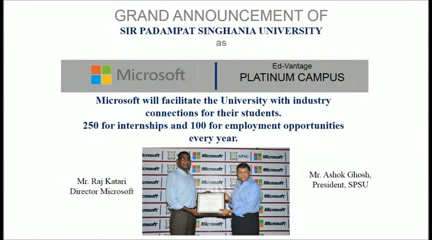 GRAND ANNOUNCEMENT OF
SIR PADAMPAT SINGHANIA UNIVERSITY
as
Microsoft
Ed-Vantage
PLATINUM CAMPUS
Microsoft will facilitate the University with industry
connections for their students.
250 for internships and 100 for employment opportunities
every year.
Mr. Raj Katari
Director Microsoft
Mr. Ashok Ghosh,
President, SPSU